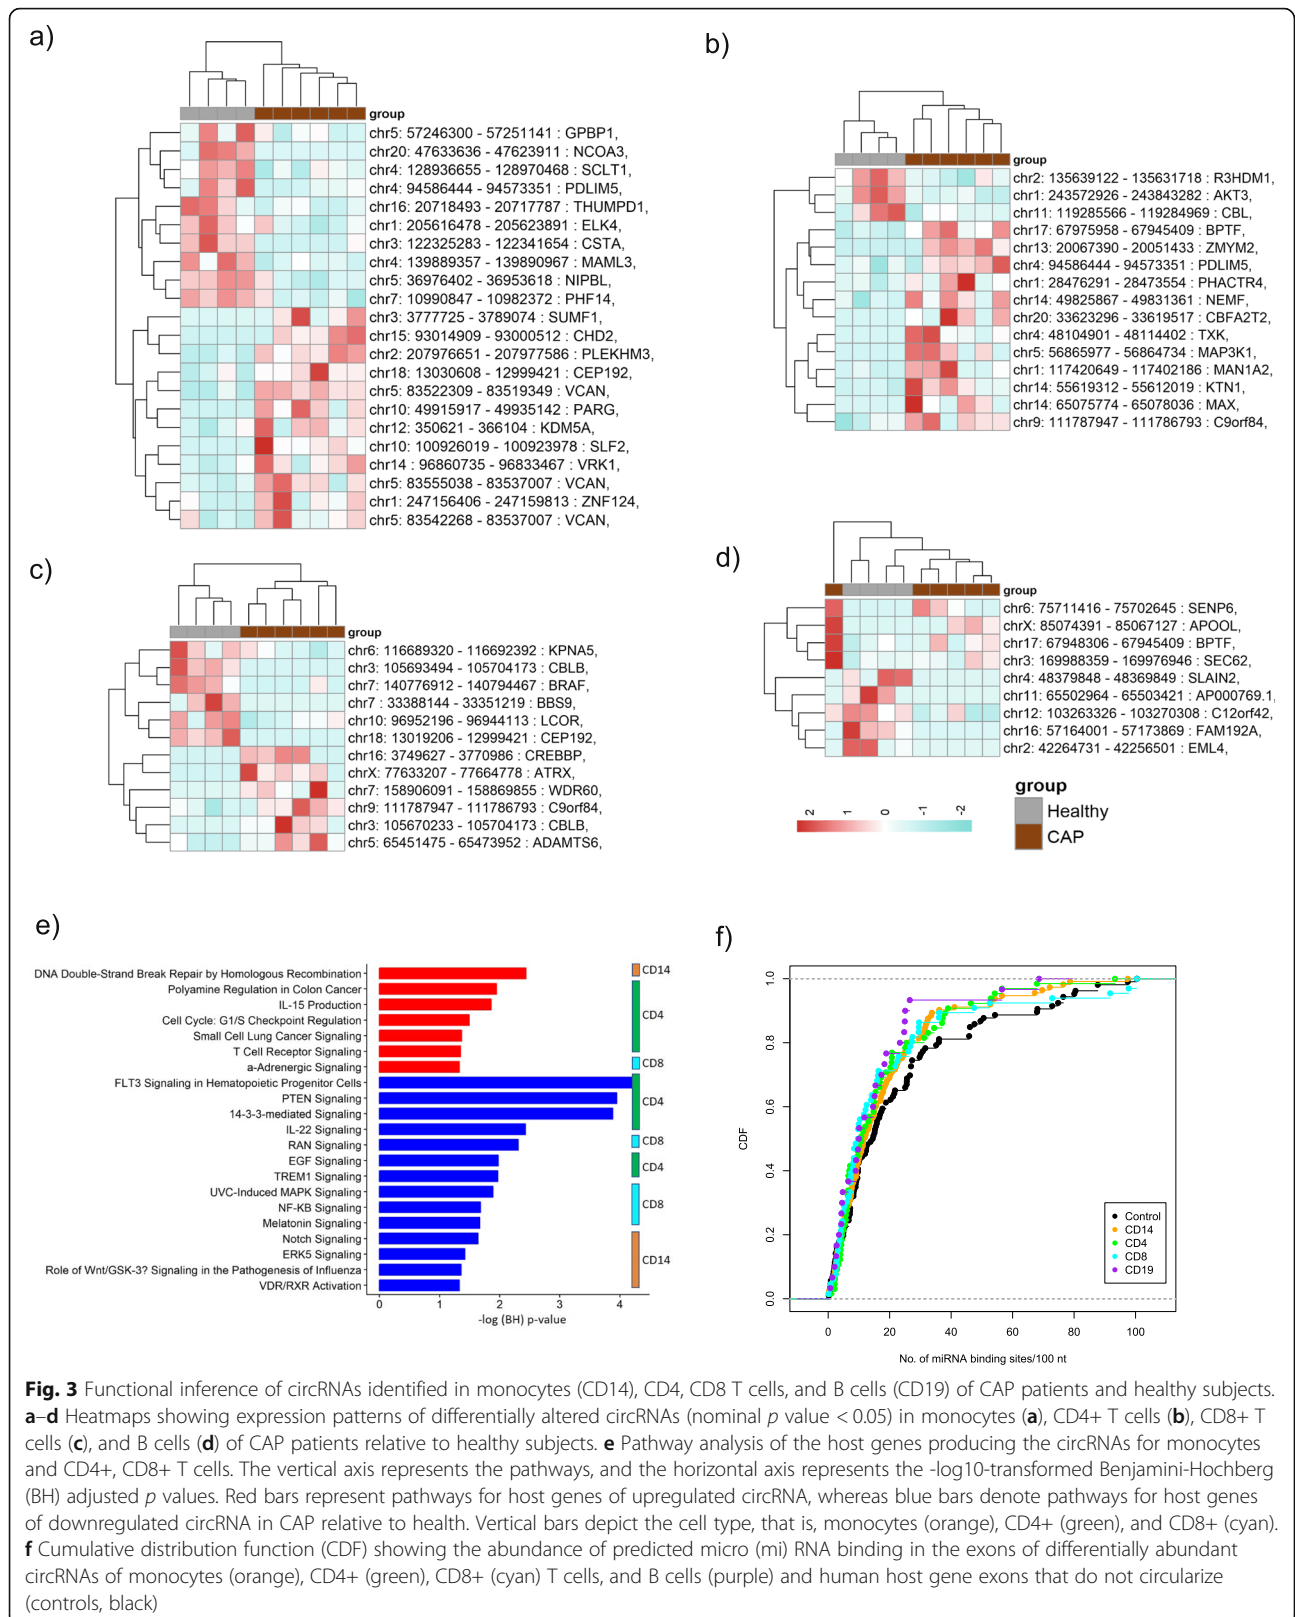 a)
group
chr5: 57246300 - 57251141 : GPBP1,
chr20: 47633636 - 47623911 : NCOA3,
chr4: 128936655 - 128970468 : SCLT1,
chr4: 94586444 - 94573351 : PDLIM5,
chr16: 20718493 - 20717787 : THUMPD1,
chr1: 205616478 - 205623891 : ELK4,
chr3: 122325283 - 122341654 : CSTA,
chr4: 139889357 - 139890967 : MAML3,
chr5: 36976402 - 36953618 : NIPBL,
chr7: 10990847 - 10982372 : PHF14,
chr3: 3777725 - 3789074 : SUMF1,
chr15: 93014909 - 93000512 : CHD2,
chr2: 207976651 - 207977586 : PLEKHM3,
chr18: 13030608 - 12999421 : CEP192,
chr5: 83522309 - 83519349 : VCAN,
chr10: 49915917 - 49935142 : PARG,
chr12: 350621 - 366104 : KDM5A,
chr10: 100926019 - 100923978 : SLF2,
chr14 : 96860735 - 96833467 : VRK1,
chr5: 83555038 - 83537007 : VCAN,
chr1: 247156406 - 247159813 : ZNF124,
chr5: 83542268 - 83537007 : VCAN,
b)
group
chr2: 135639122 - 135631718 : R3HDM1,
chr1: 243572926 - 243843282 : AKT3,
chr11: 119285566 - 119284969 : CBL,
chr17: 67975958 - 67945409 : BPTF,
chr13: 20067390 - 20051433 : ZMYM2,
chr4: 94586444 - 94573351 : PDLIM5,
chr1: 28476291 - 28473554 : PHACTR4,
chr14: 49825867 - 49831361 : NEMF,
chr20: 33623296 - 33619517 : CBFA2T2,
chr4: 48104901 - 48114402 : TXK,
chr5: 56865977 - 56864734 : MAP3K1,
chr1: 117420649 - 117402186 : MAN1A2,
chr14: 55619312 - 55612019 : KTN1,
chr14: 65075774 - 65078036 : MAX,
chr9: 111787947 - 111786793 : C9orf84,
c)
group
chr6: 116689320 - 116692392 : KPNA5,
chr3: 105693494 - 105704173 : CBLB,
chr7: 140776912 - 140794467 : BRAF,
chr7 : 33388144 - 33351219 : BBS9,
chr10: 96952196 - 96944113 : LCOR,
chr18: 13019206 - 12999421 : CEP192,
chr16: 3749627 - 3770986 : CREBBP,
chrX: 77633207 - 77664778 : ATRX,
chr7: 158906091 - 158869855 : WDR60,
chr9: 111787947 - 111786793 : C9orf84,
chr3: 105670233 - 105704173 : CBLB,
chr5: 65451475 - 65473952 : ADAMTS6,
d)
group
chr6: 75711416 - 75702645 : SENP6,
chrX: 85074391 - 85067127 : APOOL,
chr17: 67948306 - 67945409 : BPTF,
chr3: 169988359 - 169976946 : SEC62,
chr4: 48379848 - 48369849 : SLAIN2,
chr11: 65502964 - 65503421 : AP000769.1,
chr12: 103263326 - 103270308 : C12orf42,
chr16: 57164001 - 57173869 : FAM192A,
chr2: 42264731 - 42256501 : EML4,
2 1 0 -1 -2
group
Healthy
CAP
e)
DNA Double-Strand Break Repair by Homologous Recombination
Polyamine Regulation in Colon Cancer
IL-15 Production
Cell Cycle: G1/S Checkpoint Regulation
Small Cell Lung Cancer Signaling
T Cell Receptor Signaling
a-Adrenergic Signaling
FLT3 Signaling in Hematopoietic Progenitor Cells
PTEN Signaling
14-3-3-mediated Signaling
IL-22 Signaling
RAN Signaling
EGF Signaling
TREM1 Signaling
UVC-Induced MAPK Signaling
NF-KB Signaling
Melatonin Signaling
Notch Signaling
ERK5 Signaling
Role of Wnt/GSK-3? Signaling in the Pathogenesis of Influenza
VDR/RXR Activation
CD14
CD4
CD8
CD4
CD8
CD4
CD8
CD14
0 1 2 3 4
-log (BH) p-value
f)
1.0
0.8
0.6
0.4
0.2
0.0
CDF
Control
CD14
CD4
CD8
CD19
0 20 40 60 80 100
No. of miRNA binding sites/100 nt
Fig. 3 Functional inference of circRNAs identified in monocytes (CD14), CD4, CD8 T cells, and B cells (CD19) of CAP patients and healthy subjects.
a–d Heatmaps showing expression patterns of differentially altered circRNAs (nominal p value < 0.05) in monocytes (a), CD4+ T cells (b), CD8+ T
cells (c), and B cells (d) of CAP patients relative to healthy subjects. e Pathway analysis of the host genes producing the circRNAs for monocytes
and CD4+, CD8+ T cells. The vertical axis represents the pathways, and the horizontal axis represents the -log10-transformed Benjamini-Hochberg
(BH) adjusted p values. Red bars represent pathways for host genes of upregulated circRNA, whereas blue bars denote pathways for host genes
of downregulated circRNA in CAP relative to health. Vertical bars depict the cell type, that is, monocytes (orange), CD4+ (green), and CD8+ (cyan).
f Cumulative distribution function (CDF) showing the abundance of predicted micro (mi) RNA binding in the exons of differentially abundant
circRNAs of monocytes (orange), CD4+ (green), CD8+ (cyan) T cells, and B cells (purple) and human host gene exons that do not circularize
(controls, black)